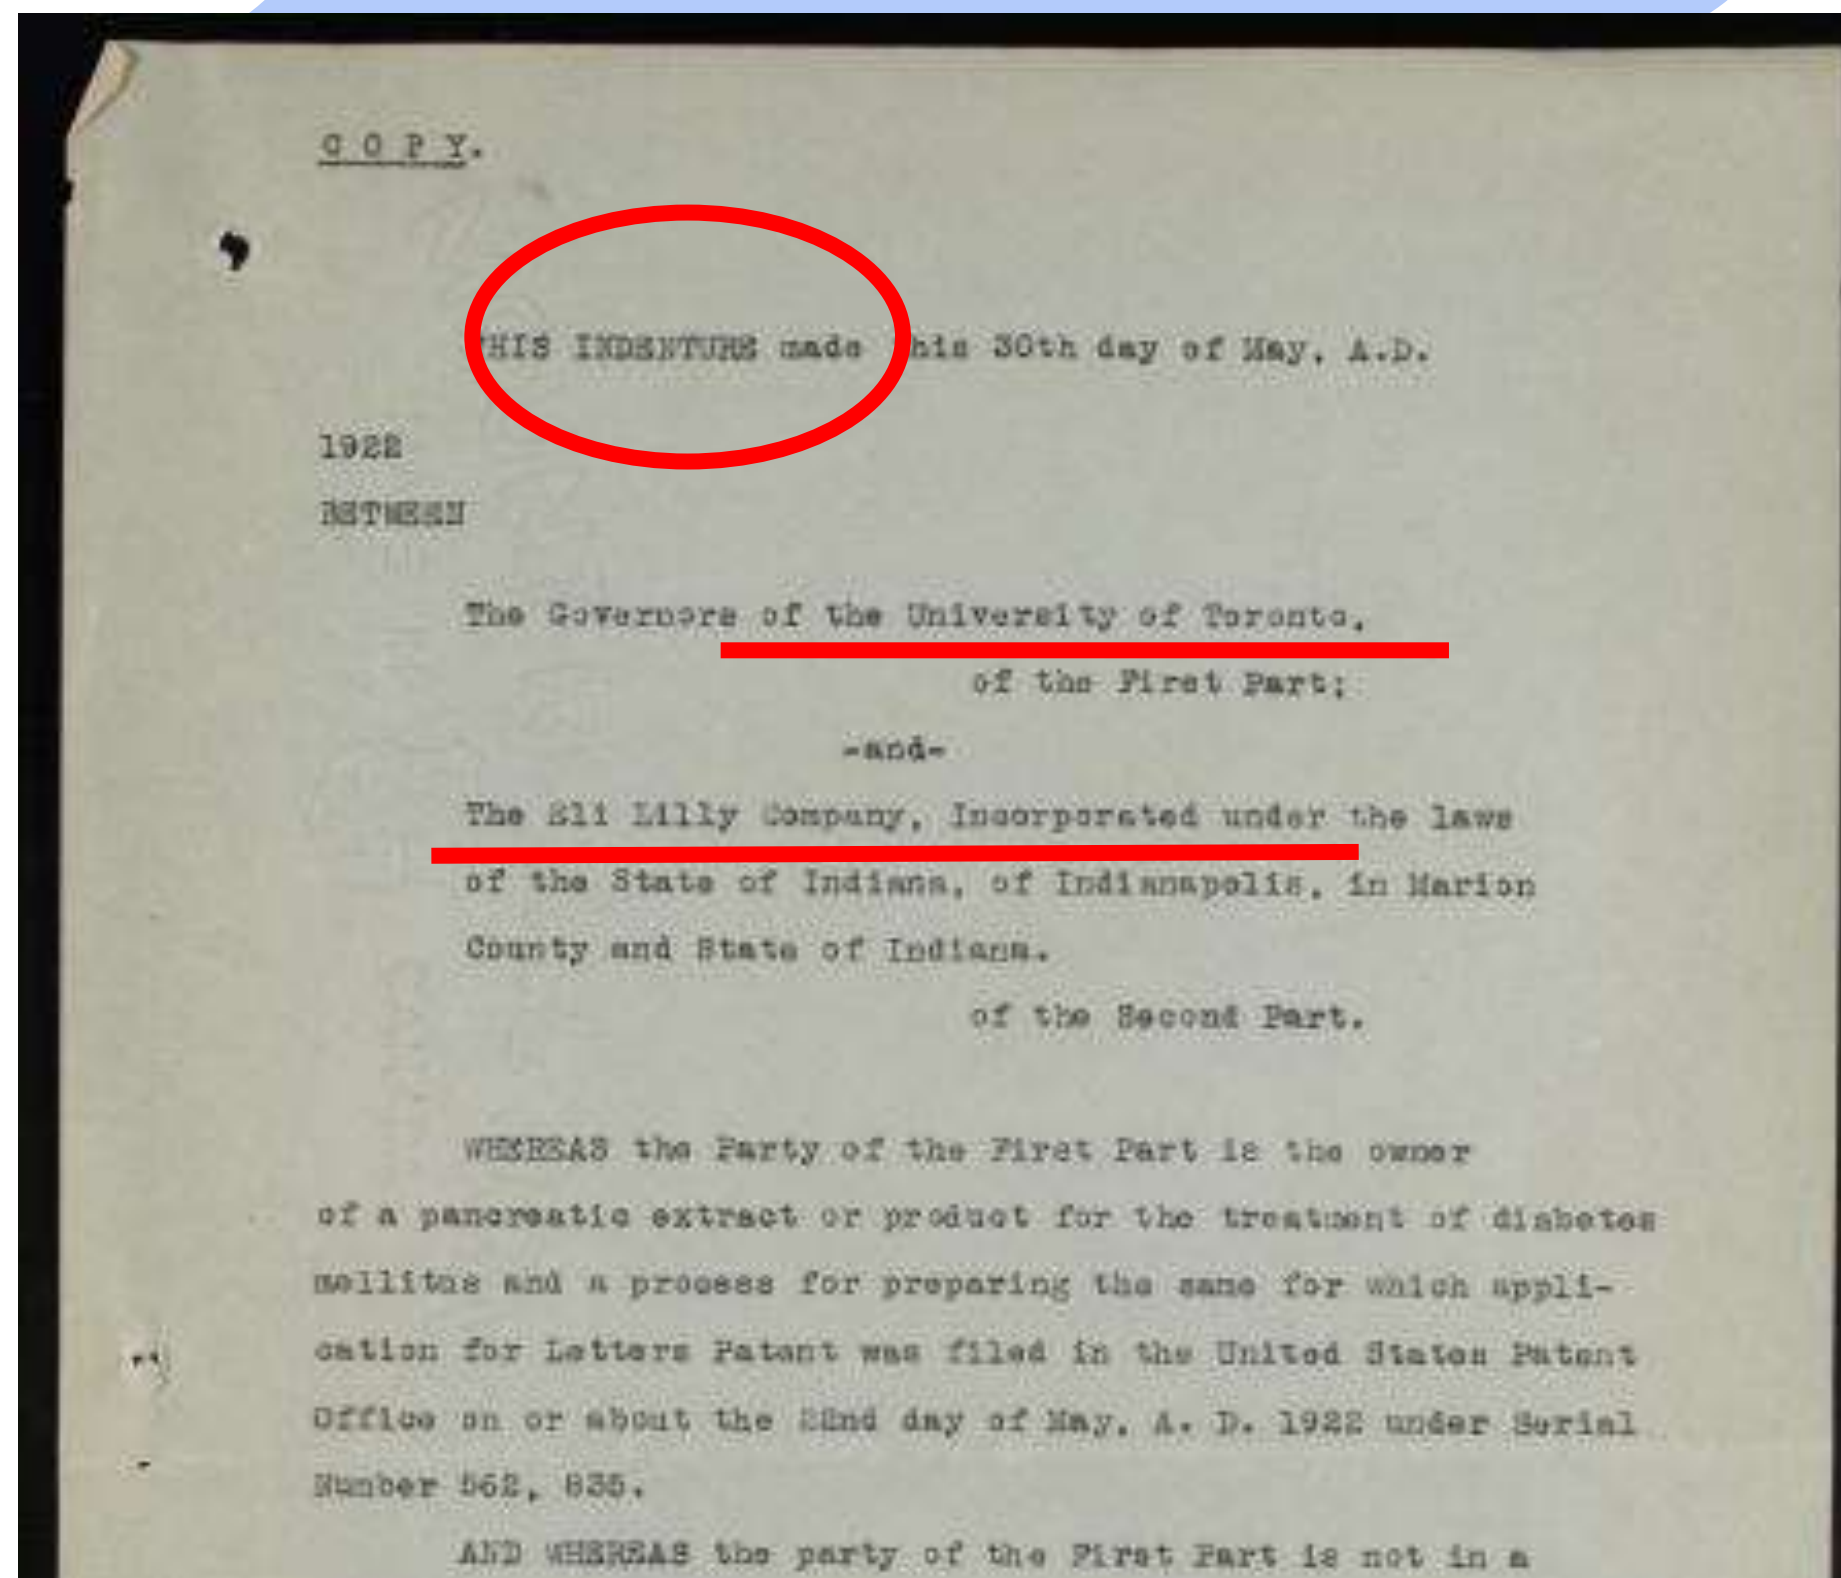 C O P Y.
THIS INDENTURE made this 30th day of May, A.D.
1922
BETWEEN
The Governors of the University of Toronto,
of the First Part;
-and-
The Eli Lilly Company, Incorporated under the laws
of the State of Indiana, of Indianapolis, in Marion
County and State of Indiana.
of the Second Part.
WHEREAS the Party of the First Part is the owner
of a pancreatic extract or product for the treatment of diabetes
mellitus and a process for preparing the same for which appli-
cation for Letters Patent was filed in the United States Patent
Office on or about the 22nd day of May, A. D. 1922 under Serial
Number 562, 835.
AND WHEREAS the party of the First Part is not in a